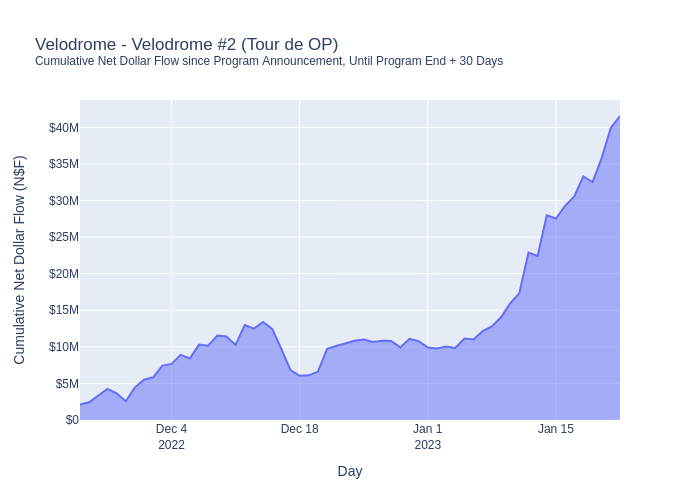 Velodrome - Velodrome #2 (Tour de OP)
Cumulative Net Dollar Flow since Program Announcement, Until Program End + 30 Days
Cumulative Net Dollar Flow (N$F)
$40M
$35M
$30M
$25M
$20M
$15M
$10M
$5M
$0
Dec 4
2022
Dec 18
Jan 1
2023
Jan 15
Day